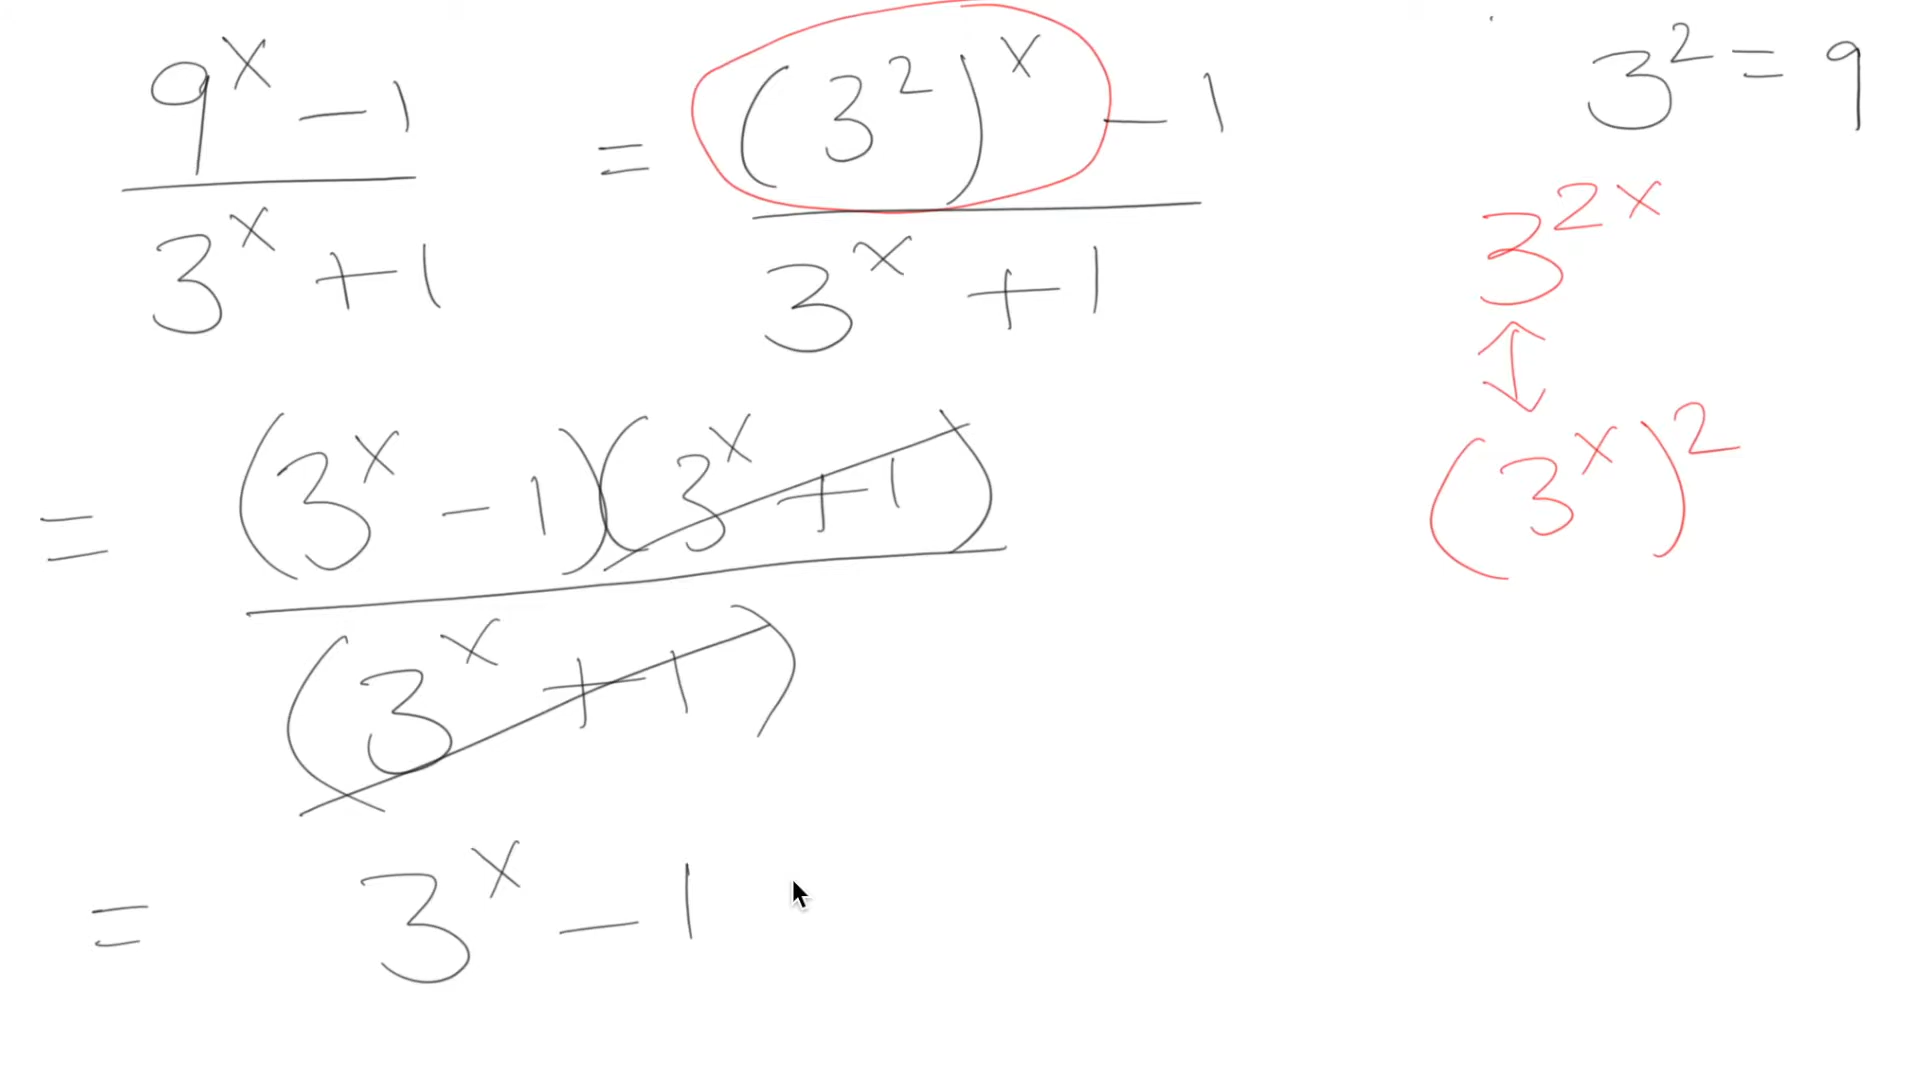 9^x - 1 / 3^x + 1 = (3^2)^x - 1 / 3^x + 1
= (3^x - 1)(3^x + 1) / (3^x + 1)
= 3^x - 1
3^2 = 9
3^2x
↕
(3^x)^2